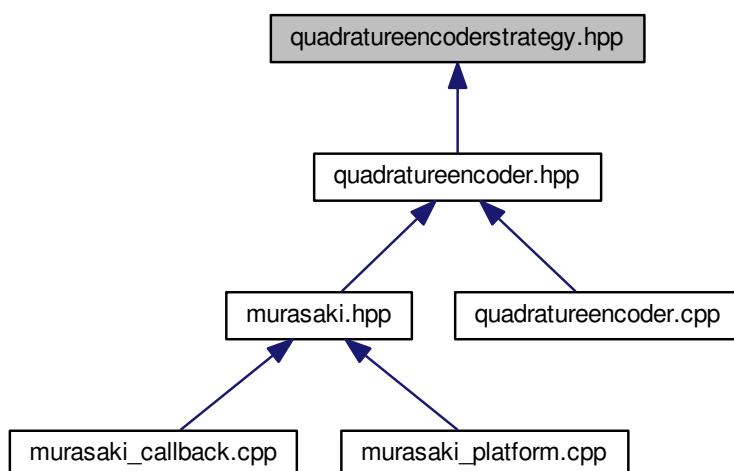 quadratureencoderstrategy.hpp
quadratureencoder.hpp
murasaki.hpp
quadratureencoder.cpp
murasaki_callback.cpp
murasaki_platform.cpp